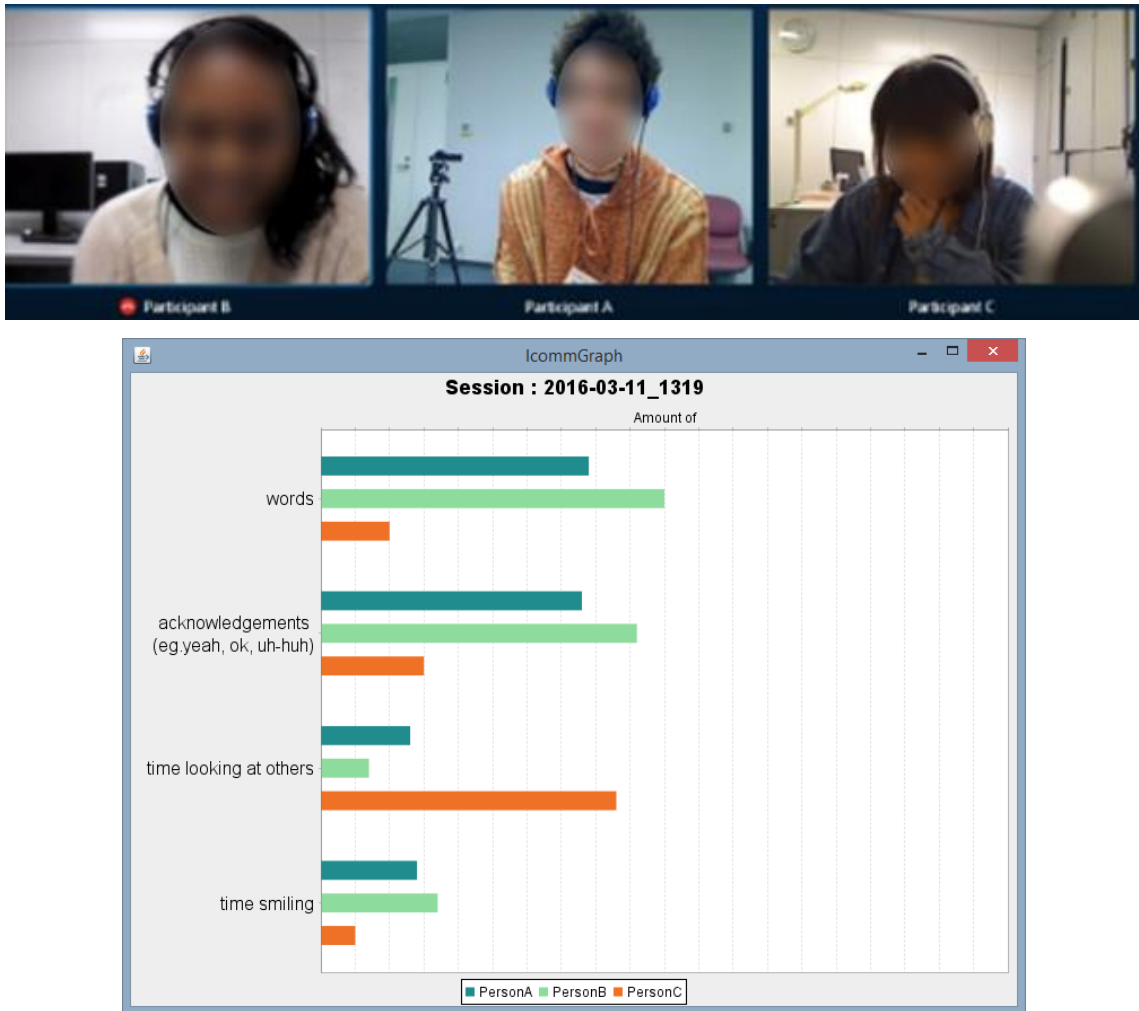 Participant B
Participant A
Participant C
IcommGraph
Session : 2016-03-11_1319
Amount of
words
acknowledgements
(eg.yeah, ok, uh-huh)
time looking at others
time smiling
PersonA PersonB PersonC